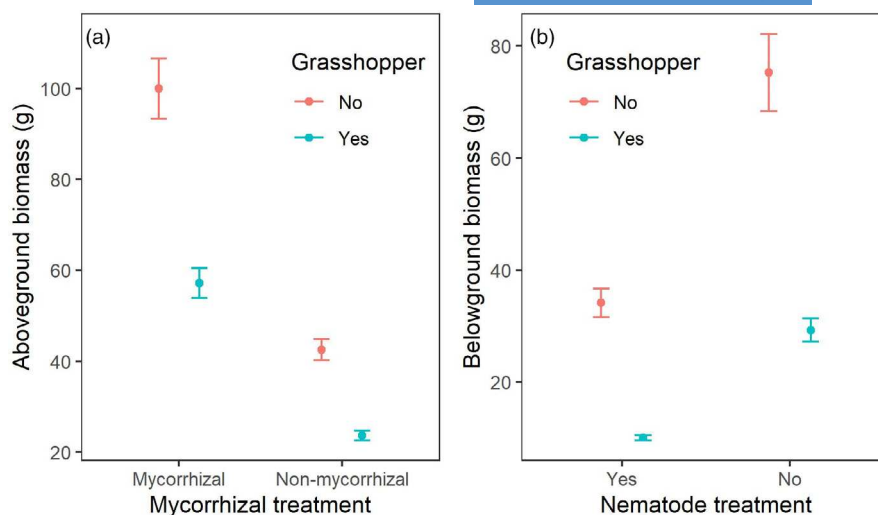 (a)
Grasshopper
No
Yes
Aboveground biomass (g)
100
80
60
40
20
Mycorrhizal
Non-mycorrhizal
Mycorrhizal treatment
(b)
Grasshopper
No
Yes
Belowground biomass (g)
80
60
40
20
Yes
No
Nematode treatment